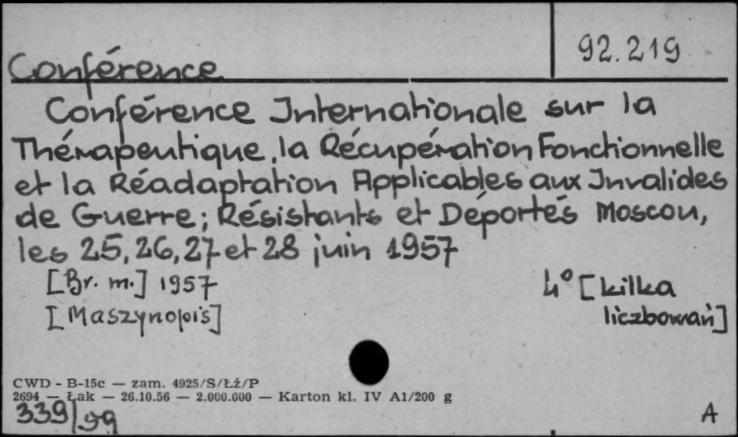 92.219
Conférence
Conférence Internationale sur la
Thérapeutique, la Récupération Fonctionnelle
et la Réadaptation Applicables aux Invalides
de Guerre; Résistants et Déportés Moscou,
les 25, 26, 27 et 28 juin 1957
[Br. m.] 1957 4° [kilka
[Maszynopis] liczbowań]
CWD - B-15c — zam. 4925/S/Łź/P
2694 — Łak — 26.10.56 — 2.000.000 — Karton kl. IV A1/200 g
339/99 A